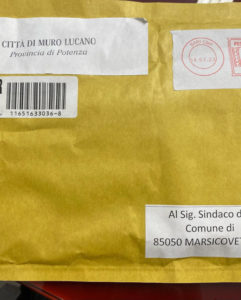 CITTÀ DI MURO LUCANO
Provincia di Potenza
R
11651633036-8
Al Sig. Sindaco d
Comune di
85050 MARSICOVET